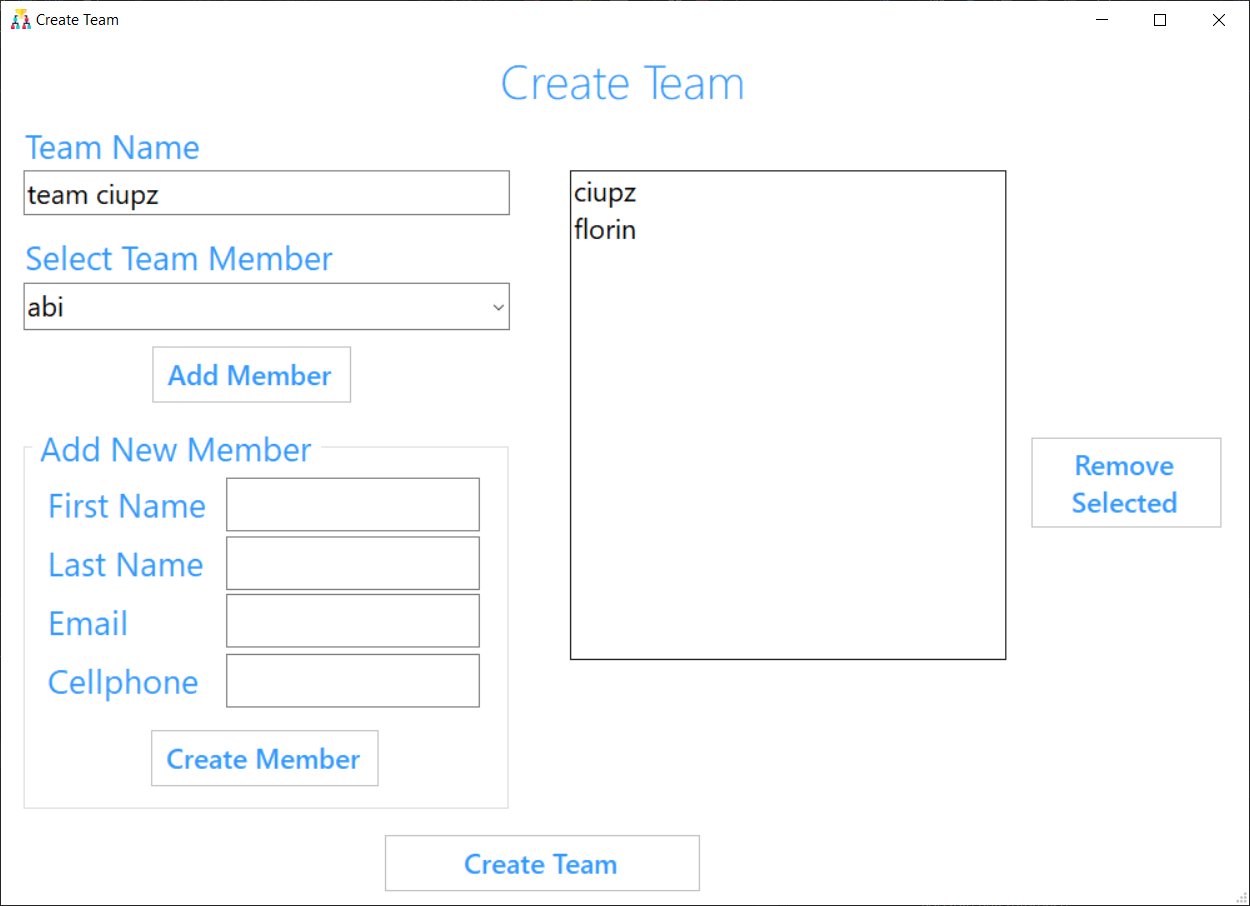 Create Team
Create Team
Team Name
team ciupz
Select Team Member
abi
Add Member
Add New Member
First Name
Last Name
Email
Cellphone
Create Member
ciupz
florin
Remove
Selected
Create Team